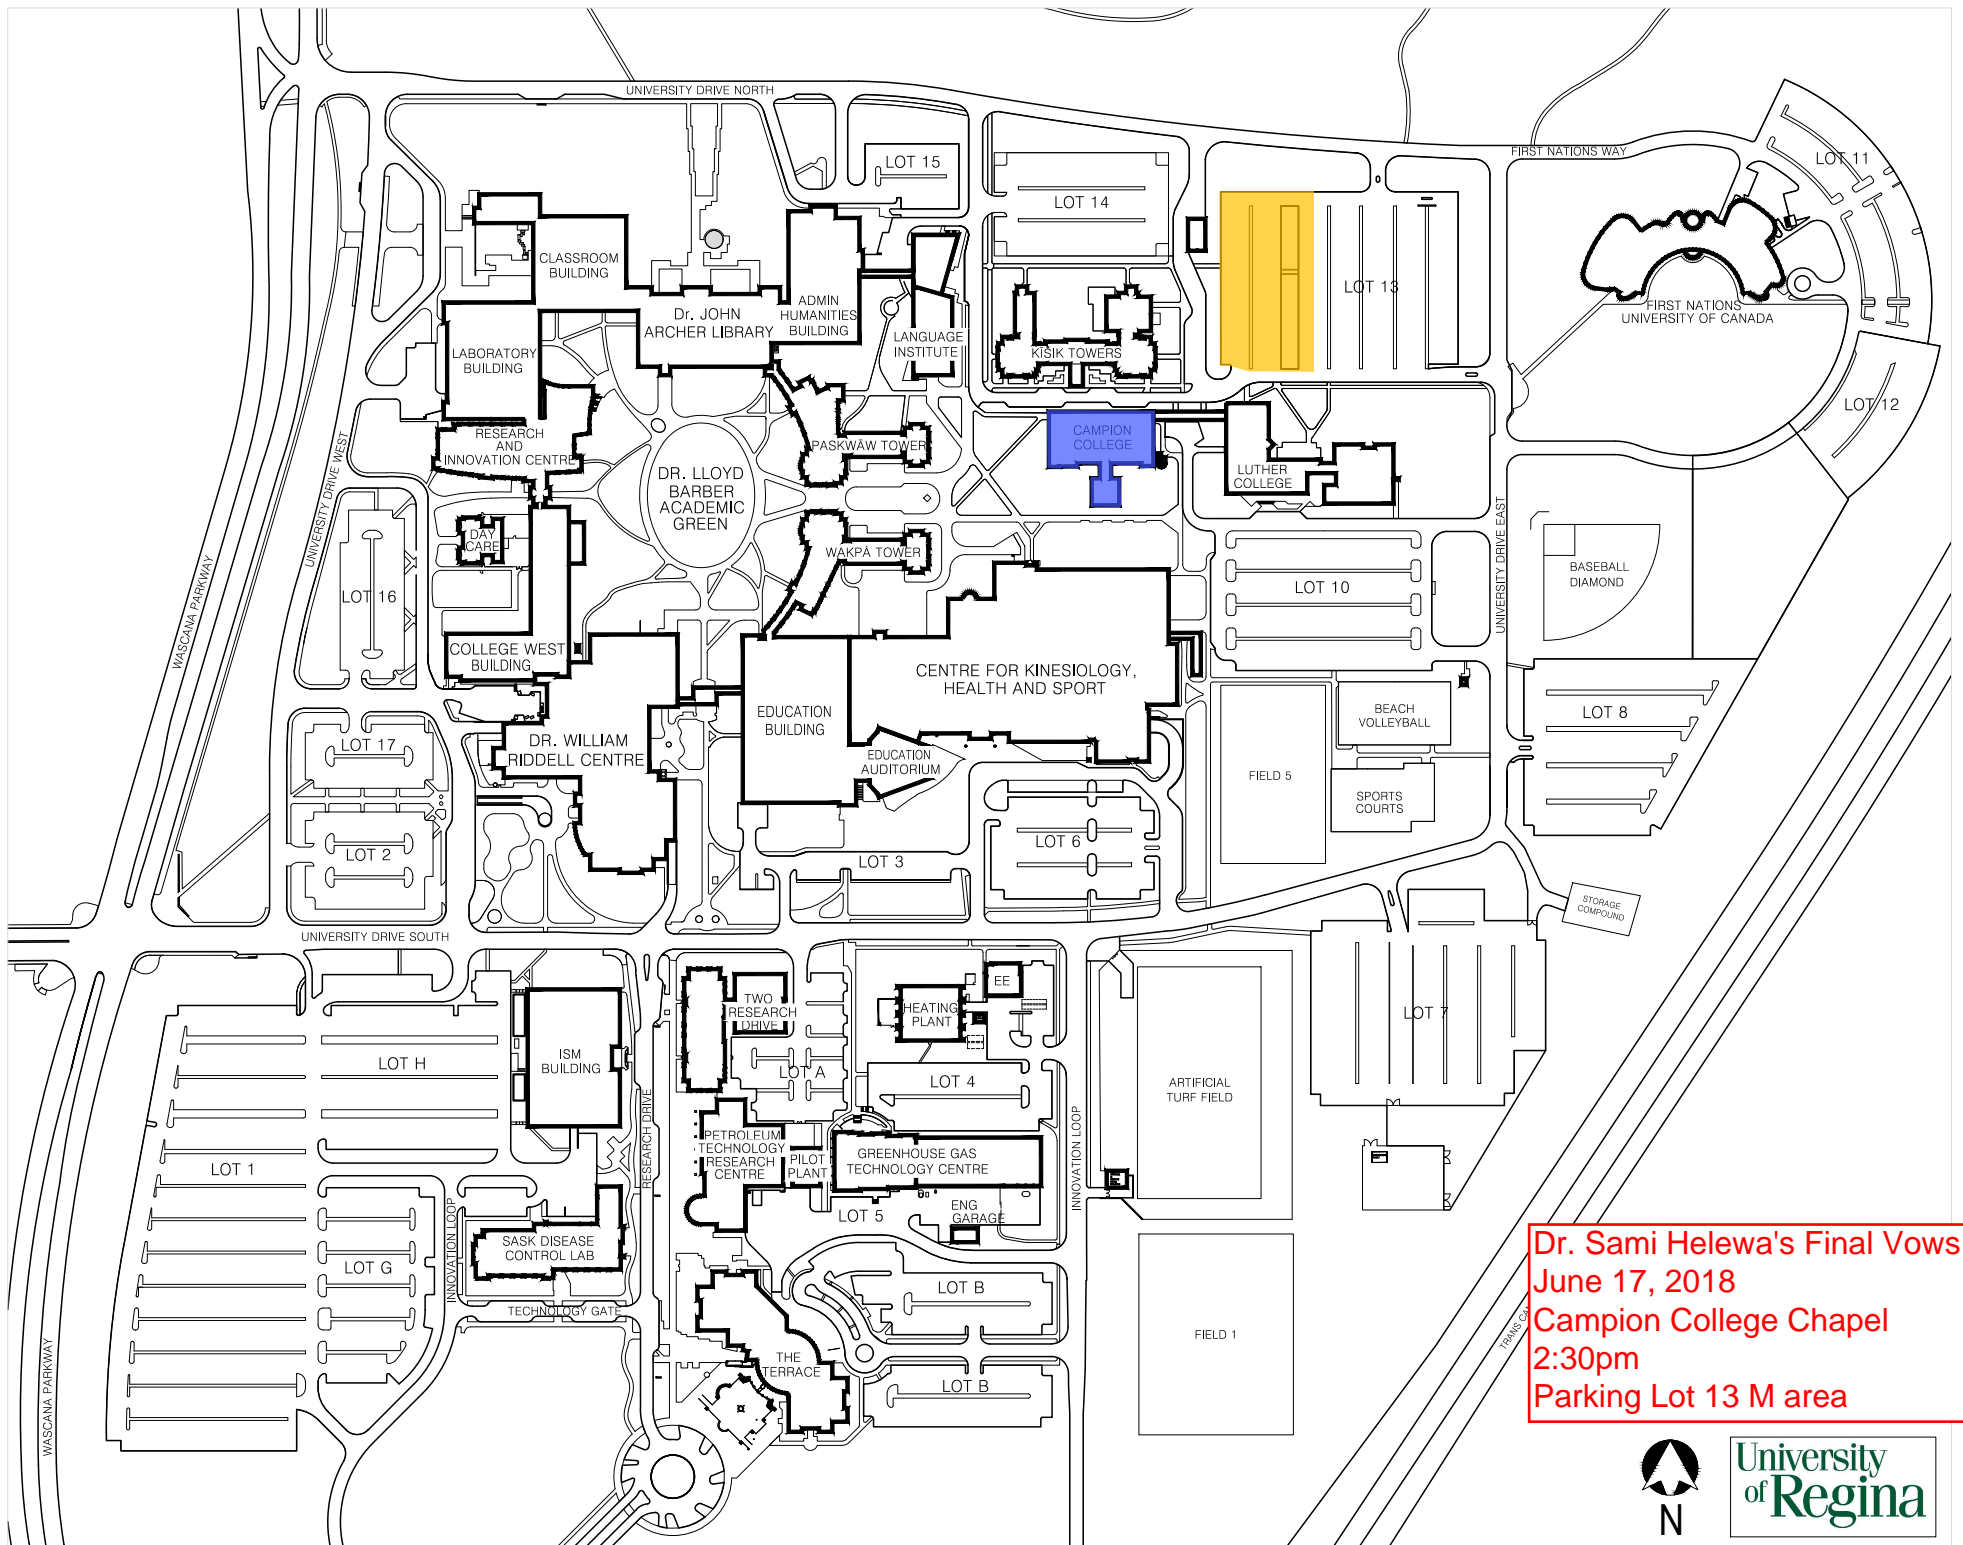 UNIVERSITY DRIVE NORTH
FIRST NATIONS WAY
LOT 11
LOT 15
LOT 14
LOT 13
CLASSROOM
BUILDING
ADMIN
HUMANITIES
BUILDING
Dr. JOHN
ARCHER LIBRARY
LANGUAGE
INSTITUTE
KĪSIK TOWERS
FIRST NATIONS
UNIVERSITY OF CANADA
LABORATORY
BUILDING
LOT 12
RESEARCH
AND
INNOVATION CENTRE
PASKWĀW TOWER
CAMPION
COLLEGE
LUTHER
COLLEGE
DR. LLOYD
BARBER
ACADEMIC
GREEN
UNIVERSITY DRIVE WEST
UNIVERSITY DRIVE EAST
WASCANA PARKWAY
DAY
CARE
WAKPÁ TOWER
LOT 16
LOT 10
BASEBALL
DIAMOND
COLLEGE WEST
BUILDING
CENTRE FOR KINESIOLOGY,
HEALTH AND SPORT
EDUCATION
BUILDING
BEACH
VOLLEYBALL
LOT 8
LOT 17
DR. WILLIAM
RIDDELL CENTRE
EDUCATION
AUDITORIUM
FIELD 5
SPORTS
COURTS
LOT 2
LOT 3
LOT 6
STORAGE
COMPOUND
UNIVERSITY DRIVE SOUTH
TWO
RESEARCH
DRIVE
EE
HEATING
PLANT
LOT 7
LOT H
ISM
BUILDING
LOT A
LOT 4
ARTIFICIAL
TURF FIELD
RESEARCH DRIVE
INNOVATION LOOP
PETROLEUM
TECHNOLOGY
RESEARCH
CENTRE
PILOT
PLANT
GREENHOUSE GAS
TECHNOLOGY CENTRE
LOT 1
INNOVATION LOOP
LOT 5
ENG
GARAGE
SASK DISEASE
CONTROL LAB
LOT G
TECHNOLOGY GATE
LOT B
FIELD 1
THE
TERRACE
LOT B
WASCANA PARKWAY
TRANS
Dr. Sami Helewa's Final Vows
June 17, 2018
Campion College Chapel
2:30pm
Parking Lot 13 M area
N
University
of Regina